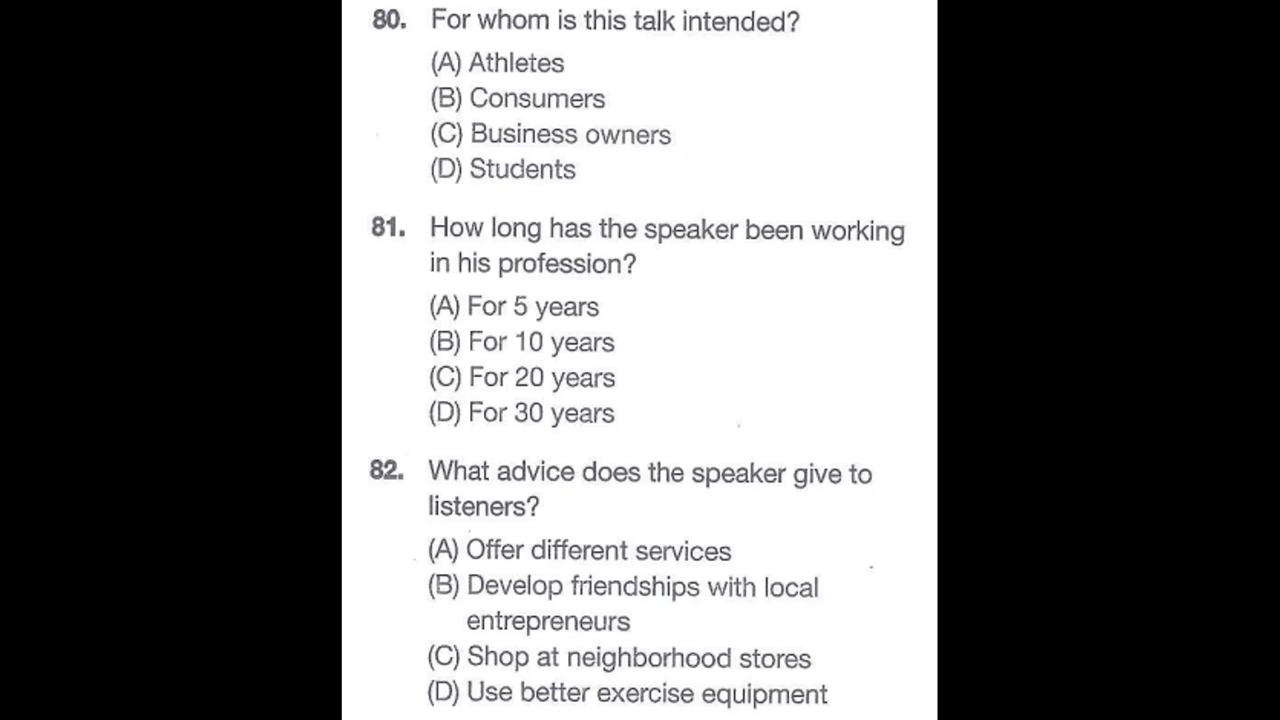 80. For whom is this talk intended?
(A) Athletes
(B) Consumers
(C) Business owners
(D) Students
81. How long has the speaker been working
in his profession?
(A) For 5 years
(B) For 10 years
(C) For 20 years
(D) For 30 years
82. What advice does the speaker give to
listeners?
(A) Offer different services
(B) Develop friendships with local
entrepreneurs
(C) Shop at neighborhood stores
(D) Use better exercise equipment